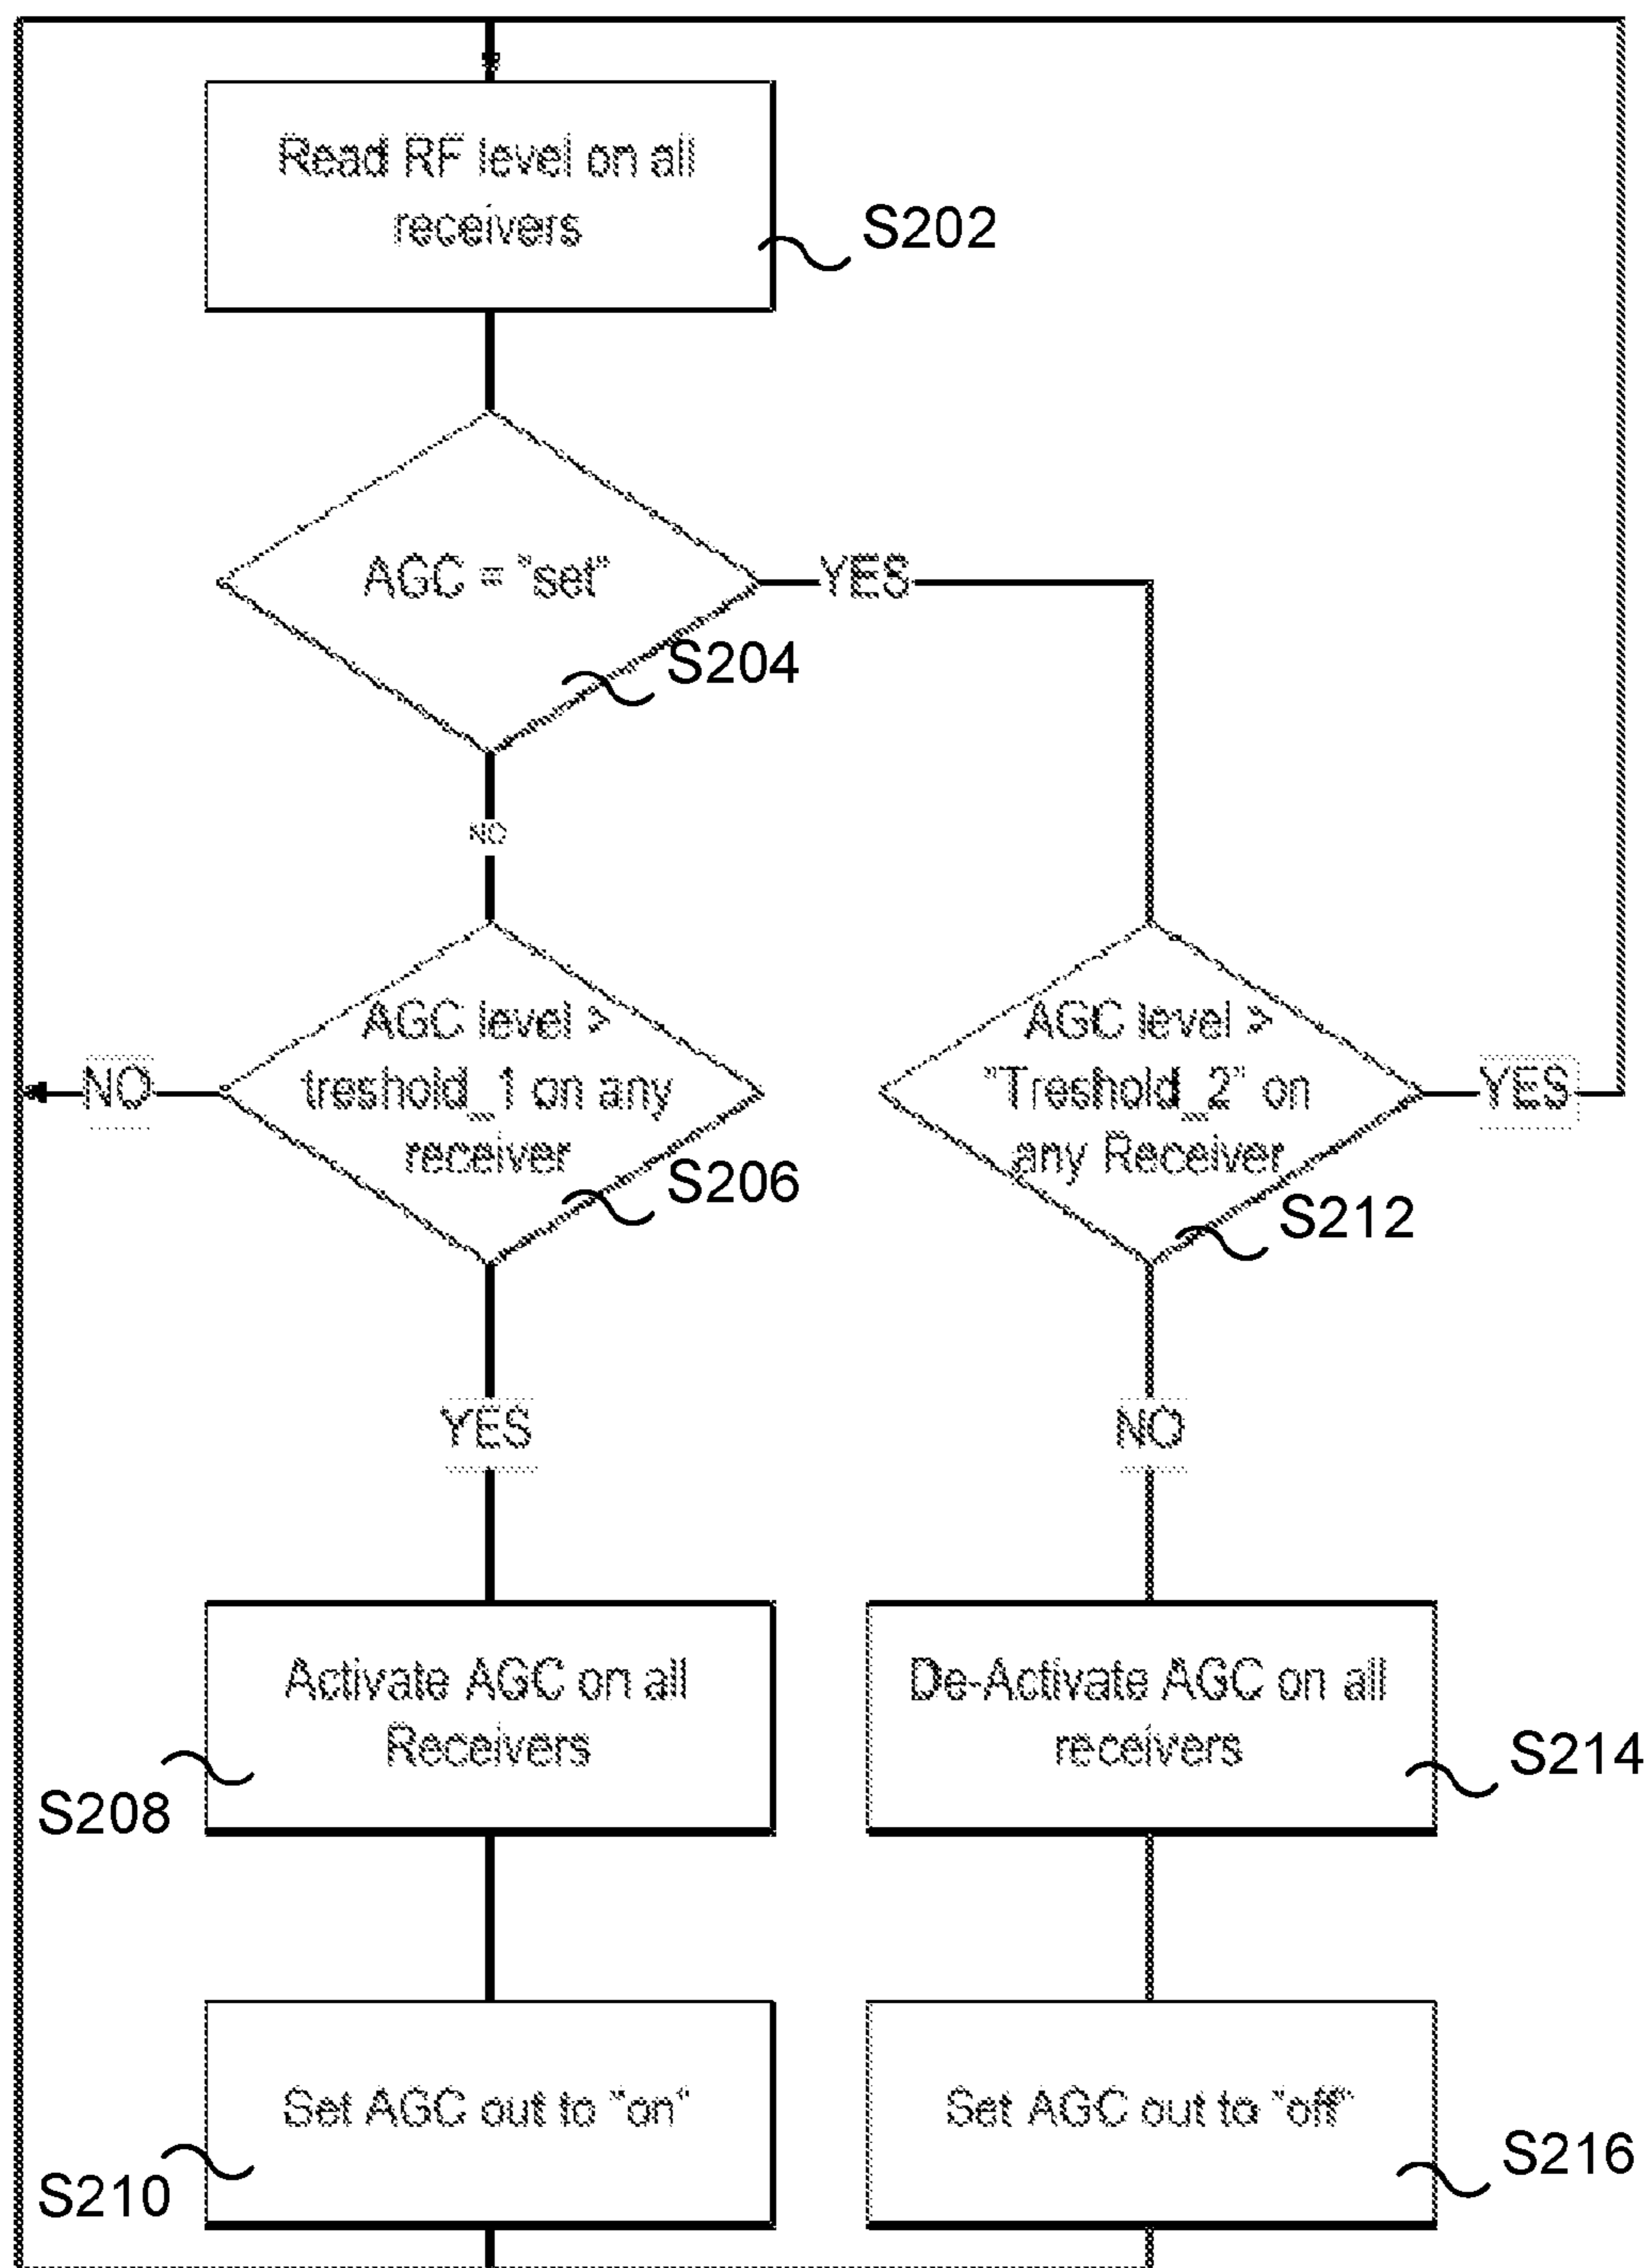 Read RF level on all
receivers
S202
AGC = "set"
YES
S204
NO
AGC level >
treshold_1 on any
receiver
NO
S206
AGC level >
"Treshold_2" on
any Receiver
YES
S212
YES
NO
Activate AGC on all
Receivers
S208
De-Activate AGC on all
receivers
S214
Set AGC out to "on"
S210
Set AGC out to "off"
S216